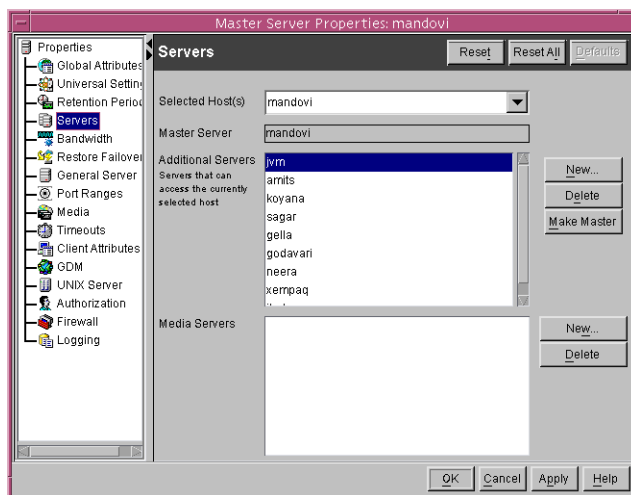 Master Server Properties: mandovi
Properties
Global Attributes
Universal Settin
Retention Perio
Servers
Bandwidth
Restore Failover
General Server
Port Ranges
Media
Timeouts
Client Attributes
GDM
UNIX Server
Authorization
Firewall
Logging
Servers
Reset
Reset All
Defaults
Selected Host(s)
mandovi
Master Server
mandovi
Additional Servers
Servers that can
access the currently
selected host
jvm
amits
koyana
sagar
gella
godavari
neera
xempaq
New...
Delete
Make Master
Media Servers
New...
Delete
OK
Cancel
Apply
Help